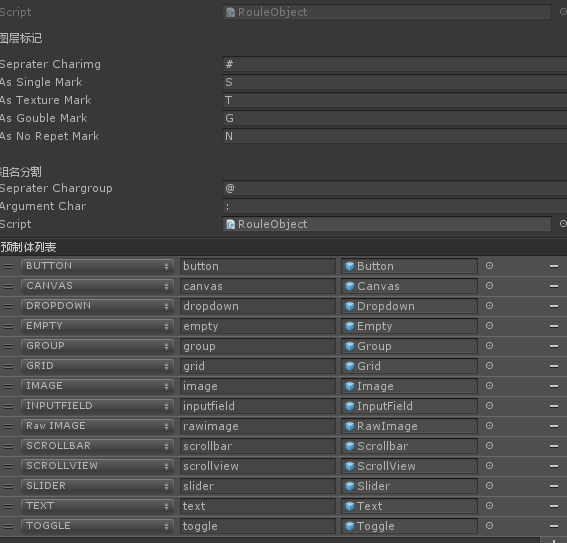 Script RouleObject
图层标记
Seprater Charimg #
As Single Mark S
As Texture Mark T
As Gouble Mark G
As No Repet Mark N
组名分割
Seprater Chargroup @
Argument Char :
Script RouleObject
预制体列表
BUTTON button Button
CANVAS canvas Canvas
DROPDOWN dropdown Dropdown
EMPTY empty Empty
GROUP group Group
GRID grid Grid
IMAGE image Image
INPUTFIELD inputfield InputField
Raw IMAGE rawimage RawImage
SCROLLBAR scrollbar Scrollbar
SCROLLVIEW scrollview ScrollView
SLIDER slider Slider
TEXT text Text
TOGGLE toggle Toggle